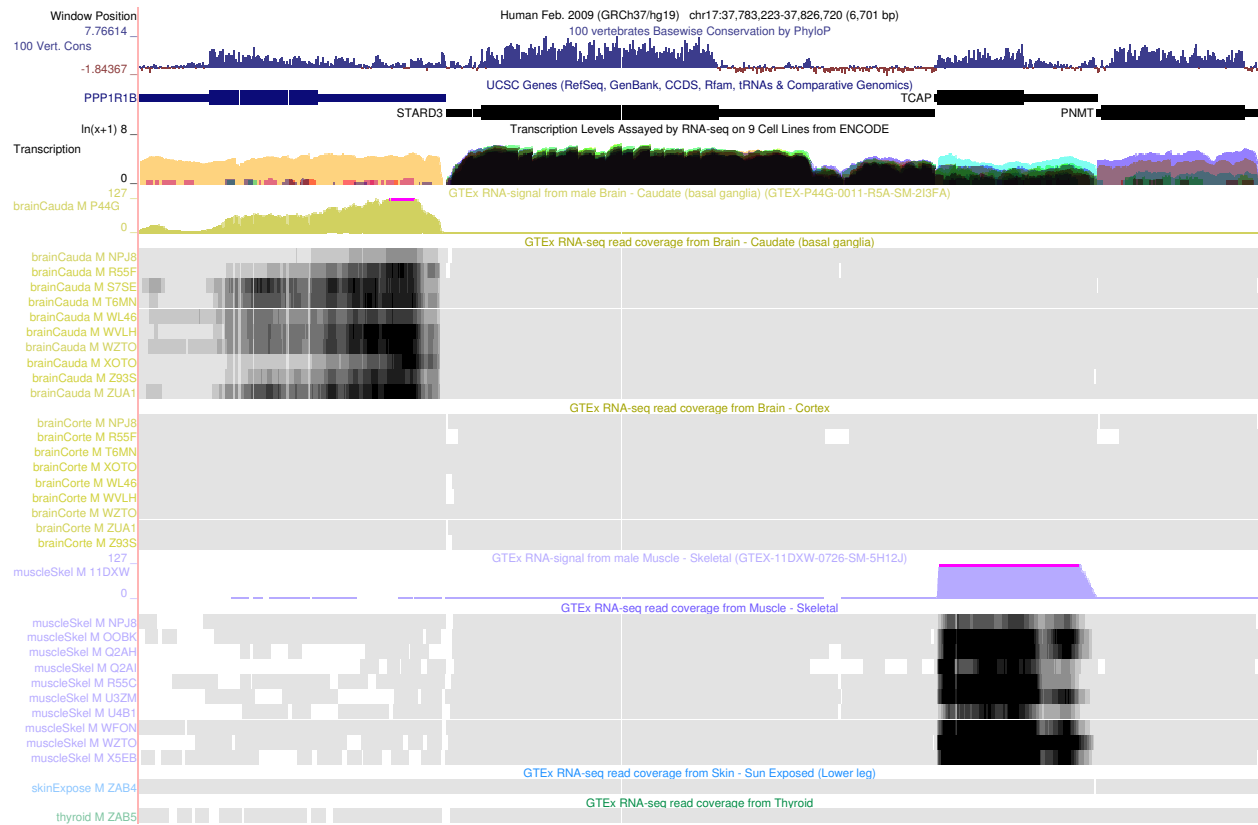 Window Position Human Feb. 2009 (GRCh37/hg19) chr17:37,783,223-37,826,720 (6,701 bp)
7.76614 _ 100 vertebrates Basewise Conservation by PhyloP
100 Vert. Cons
-1.84367 _
UCSC Genes (RefSeq, GenBank, CCDS, Rfam, tRNAs & Comparative Genomics)
PPP1R1B TCAP
STARD3 PNMT
ln(x+1) 8 _ Transcription Levels Assayed by RNA-seq on 9 Cell Lines from ENCODE
Transcription
0 _
127 _ GTEx RNA-signal from male Brain - Caudate (basal ganglia) (GTEX-P44G-0011-R5A-SM-2I3FA)
brainCauda M P44G
0 _
GTEx RNA-seq read coverage from Brain - Caudate (basal ganglia)
brainCauda M NPJ8
brainCauda M R55F
brainCauda M S7SE
brainCauda M T6MN
brainCauda M WL46
brainCauda M WVLH
brainCauda M WZTO
brainCauda M XOTO
brainCauda M Z93S
brainCauda M ZUA1
GTEx RNA-seq read coverage from Brain - Cortex
brainCorte M NPJ8
brainCorte M R55F
brainCorte M T6MN
brainCorte M XOTO
brainCorte M WL46
brainCorte M WVLH
brainCorte M WZTO
brainCorte M ZUA1
brainCorte M Z93S
127 _ GTEx RNA-signal from male Muscle - Skeletal (GTEX-11DXW-0726-SM-5H12J)
muscleSkel M 11DXW
0 _
GTEx RNA-seq read coverage from Muscle - Skeletal
muscleSkel M NPJ8
muscleSkel M OOBK
muscleSkel M Q2AH
muscleSkel M Q2AI
muscleSkel M R55C
muscleSkel M U3ZM
muscleSkel M U4B1
muscleSkel M WFON
muscleSkel M WZTO
muscleSkel M X5EB
GTEx RNA-seq read coverage from Skin - Sun Exposed (Lower leg)
skinExpose M ZAB4
GTEx RNA-seq read coverage from Thyroid
thyroid M ZAB5